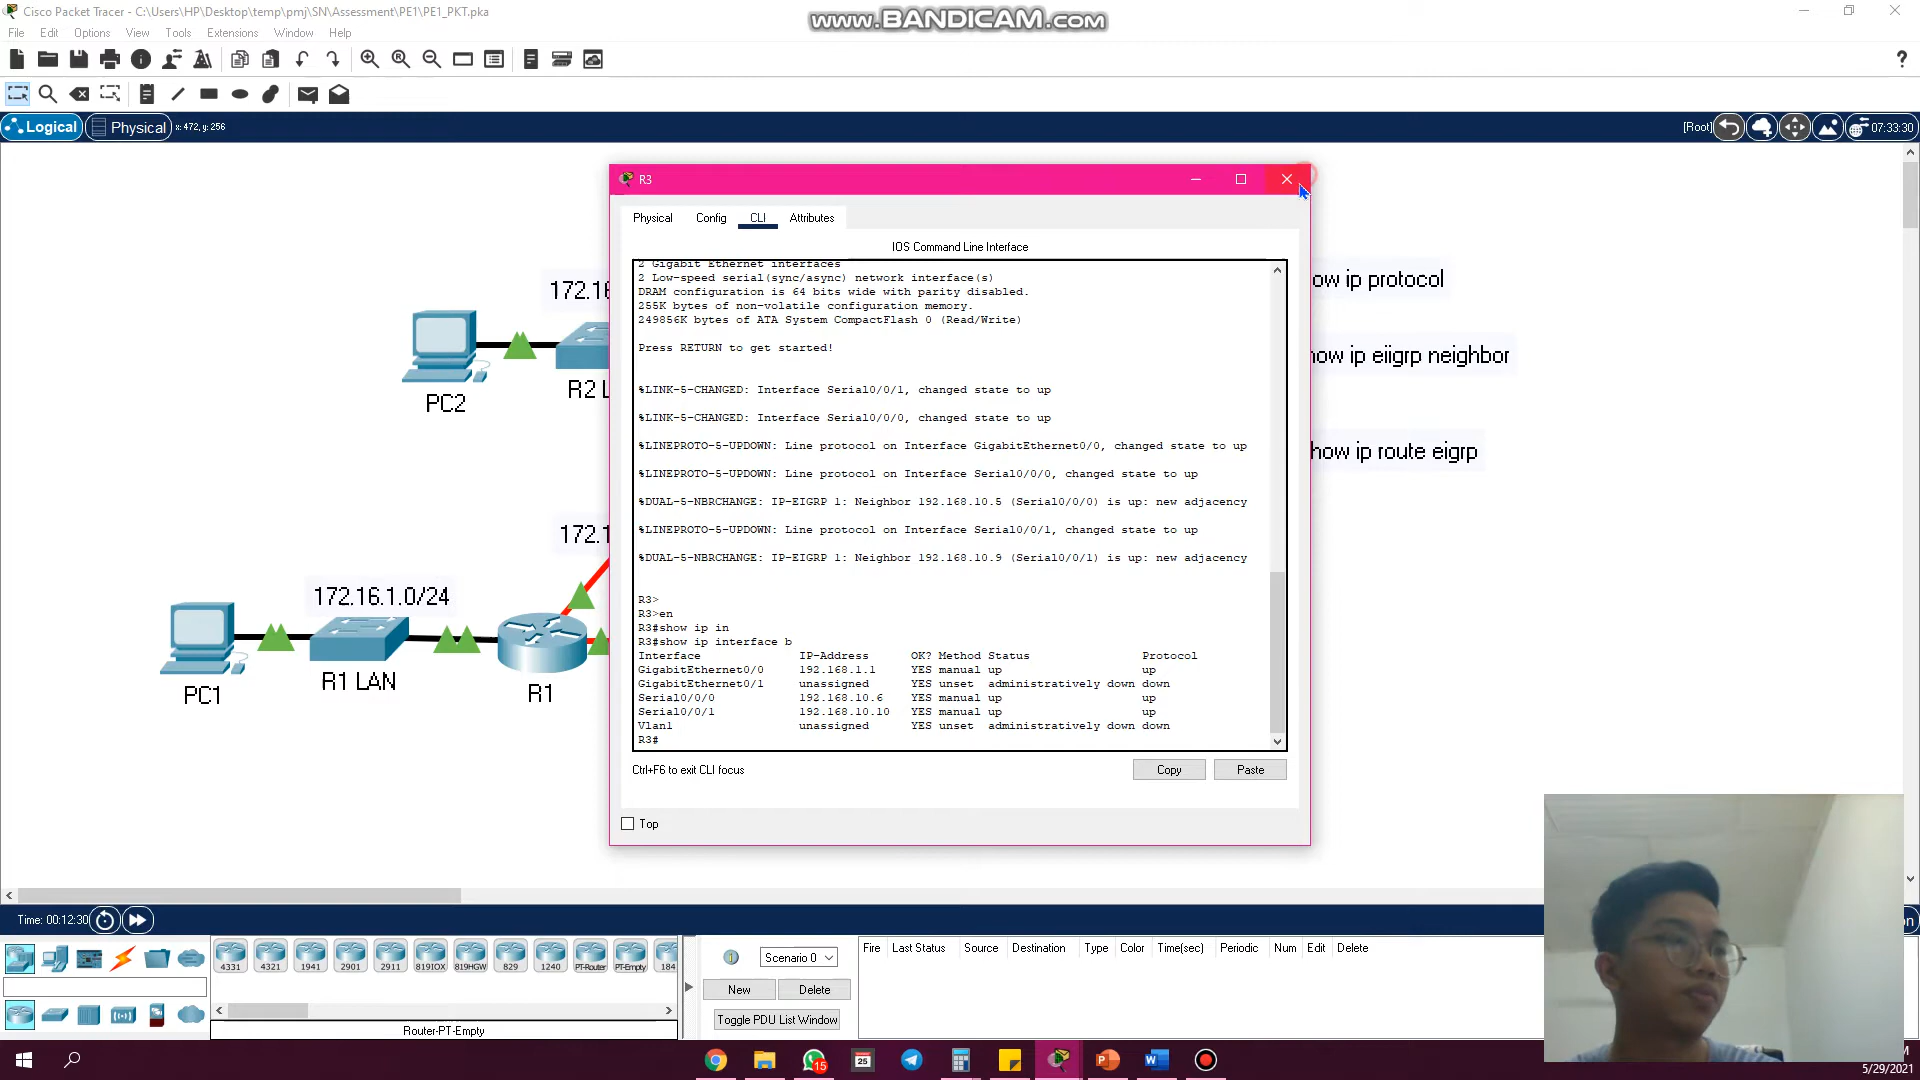 Cisco Packet Tracer - C:\Users\HP\Desktop\temp\pmj\SN\Assessment\PE1\PE1_PKT.pka
www.BANDICAM.com
File Edit Options View Tools Extensions Window Help
Logical Physical x: 472, y: 256
[Root] 07:33:30
R3
Physical Config CLI Attributes
IOS Command Line Interface
2 Gigabit Ethernet interfaces
2 Low-speed serial(sync/async) network interface(s)
DRAM configuration is 64 bits wide with parity disabled.
255K bytes of non-volatile configuration memory.
249856K bytes of ATA System CompactFlash 0 (Read/Write)
Press RETURN to get started!
%LINK-5-CHANGED: Interface Serial0/0/1, changed state to up
%LINK-5-CHANGED: Interface Serial0/0/0, changed state to up
%LINEPROTO-5-UPDOWN: Line protocol on Interface GigabitEthernet0/0, changed state to up
%LINEPROTO-5-UPDOWN: Line protocol on Interface Serial0/0/0, changed state to up
%DUAL-5-NBRCHANGE: IP-EIGRP 1: Neighbor 192.168.10.5 (Serial0/0/0) is up: new adjacency
%LINEPROTO-5-UPDOWN: Line protocol on Interface Serial0/0/1, changed state to up
%DUAL-5-NBRCHANGE: IP-EIGRP 1: Neighbor 192.168.10.9 (Serial0/0/1) is up: new adjacency
R3>
R3>en
R3#show ip in
R3#show ip interface b
Interface IP-Address OK? Method Status Protocol
GigabitEthernet0/0 192.168.1.1 YES manual up up
GigabitEthernet0/1 unassigned YES unset administratively down down
Serial0/0/0 192.168.10.6 YES manual up up
Serial0/0/1 192.168.10.10 YES manual up up
Vlan1 unassigned YES unset administratively down down
R3#
Ctrl+F6 to exit CLI focus
Copy Paste
Top
172.16
PC2
R2 L
172.1
172.16.1.0/24
PC1
R1 LAN
R1
how ip protocol
how ip eiigrp neighbor
how ip route eigrp
Time: 00:12:30
4331 4321 1941 2901 2911 819IOX 819HGW 829 1240 PT-Router PT-Empty 184
Router-PT-Empty
Scenario 0
New Delete
Toggle PDU List Window
Fire Last Status Source Destination Type Color Time(sec) Periodic Num Edit Delete
15
25
5/29/2021